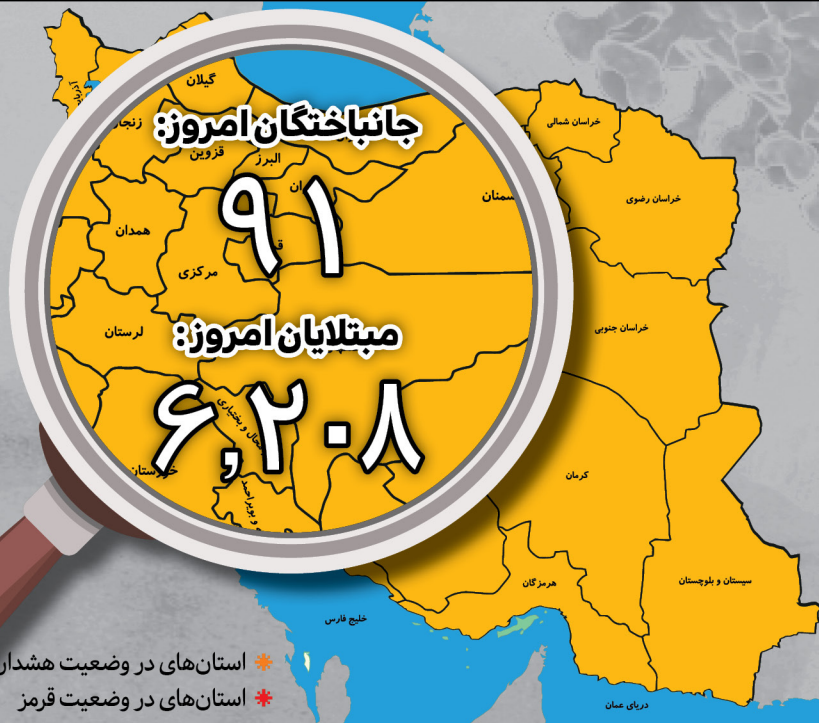 گیلان
جانباختگان امروز:
قزوین
البرز
۹۱
سمنان
خراسان شمالی
خراسان رضوی
همدان
مرکزی
لرستان
مبتلایان امروز:
خراسان جنوبی
۶,۲۰۸
و بختیاری
و بویراحمد
کرمان
هرمزگان
سیستان و بلوچستان
خلیج فارس
دریای عمان
استان‌های در وضعیت هشدار
استان‌های در وضعیت قرمز